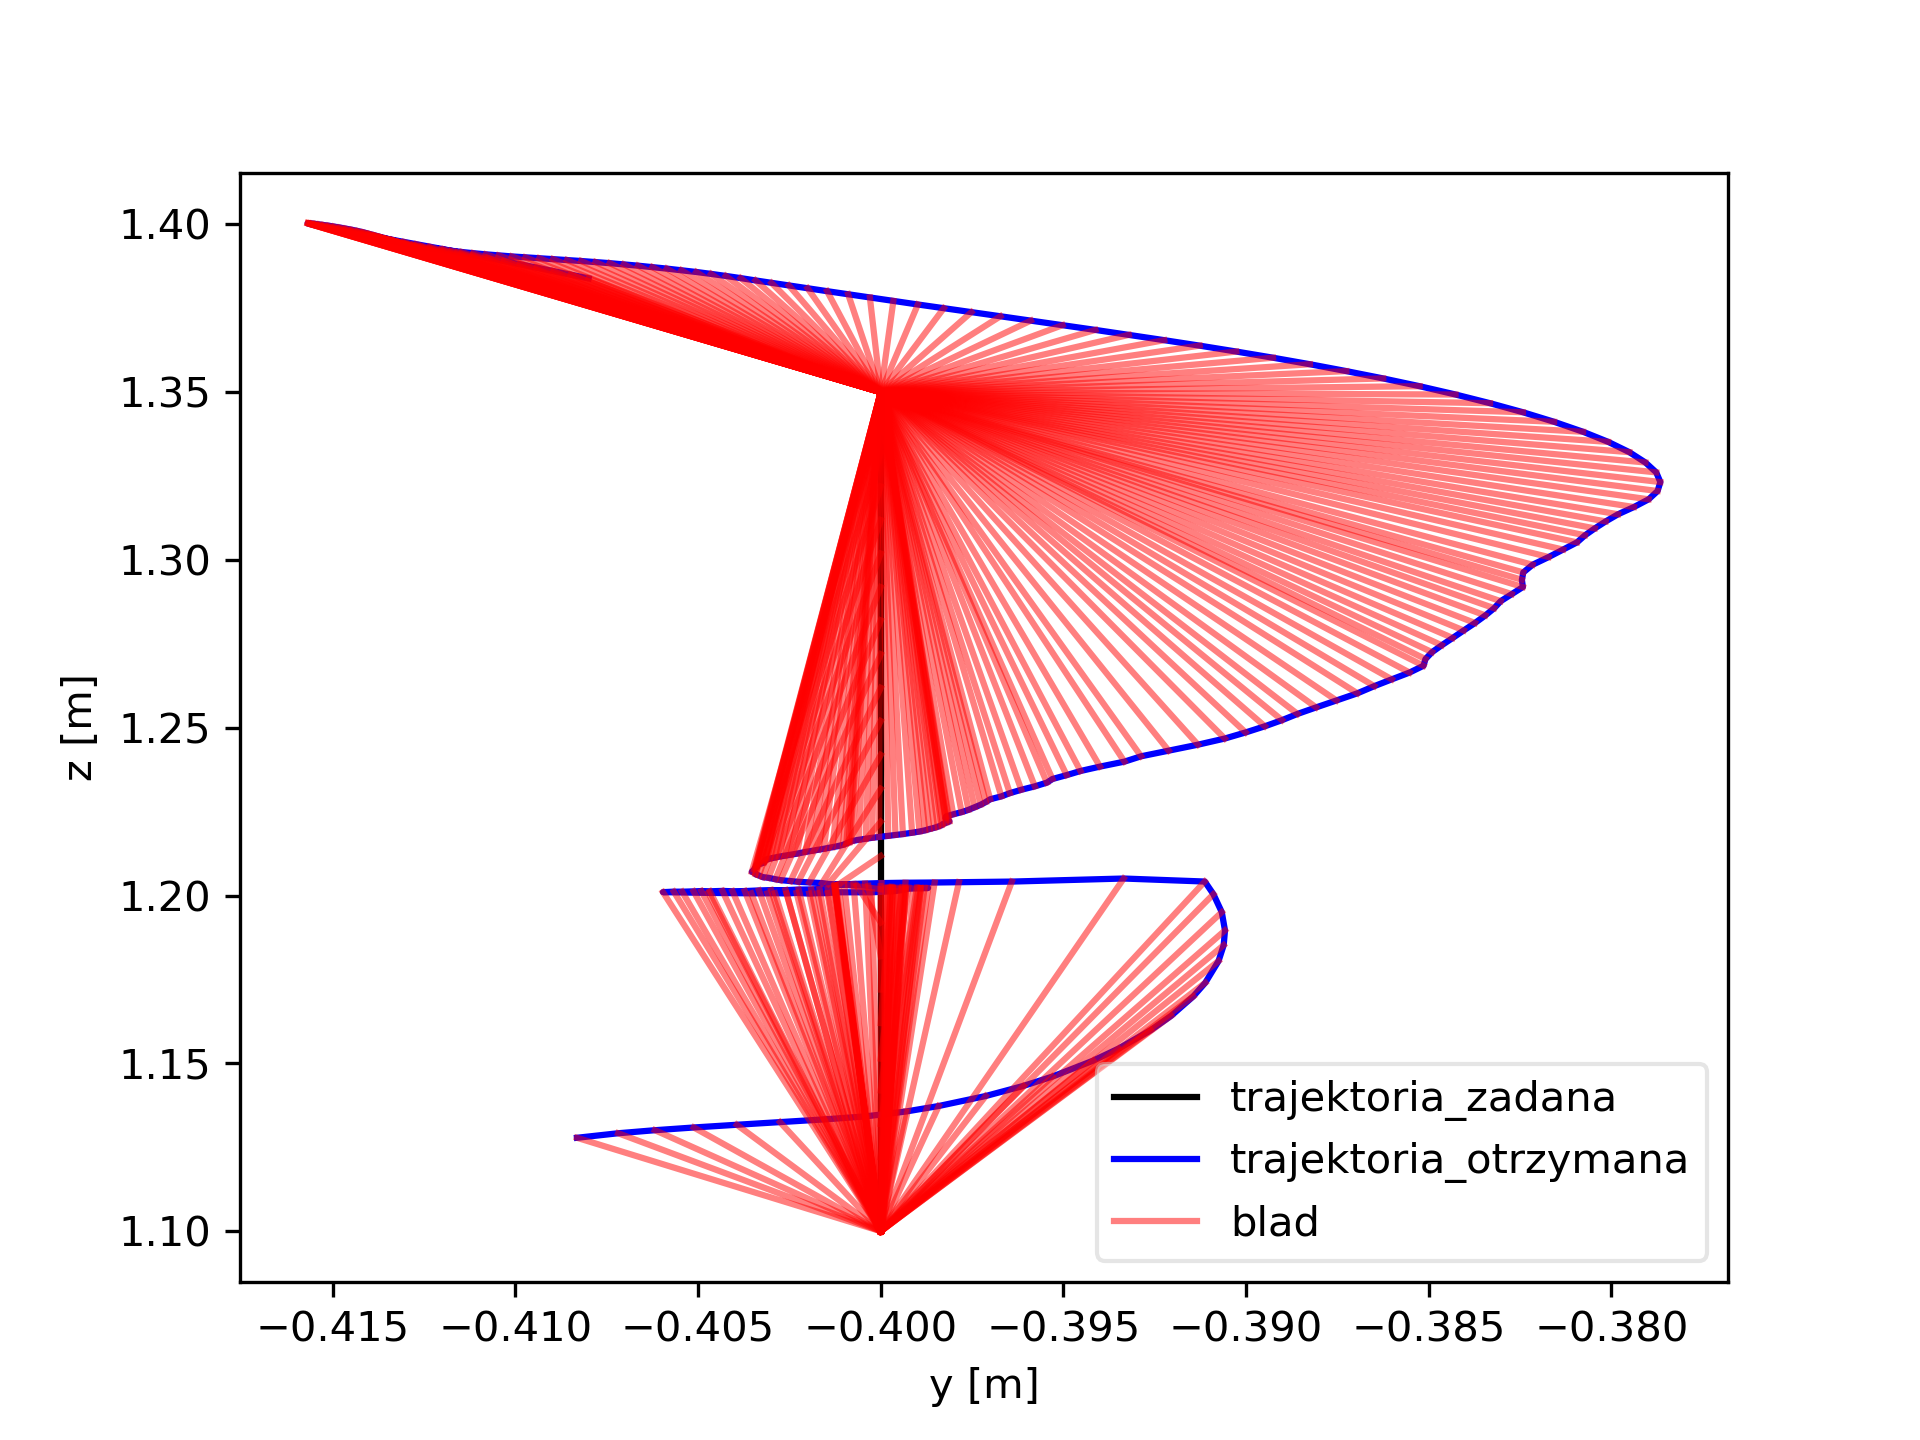 1.40
1.35
1.30
1.25
1.20
1.15
1.10
z [m]
trajektoria_zadana
trajektoria_otrzymana
blad
−0.415 −0.410 −0.405 −0.400 −0.395 −0.390 −0.385 −0.380
y [m]